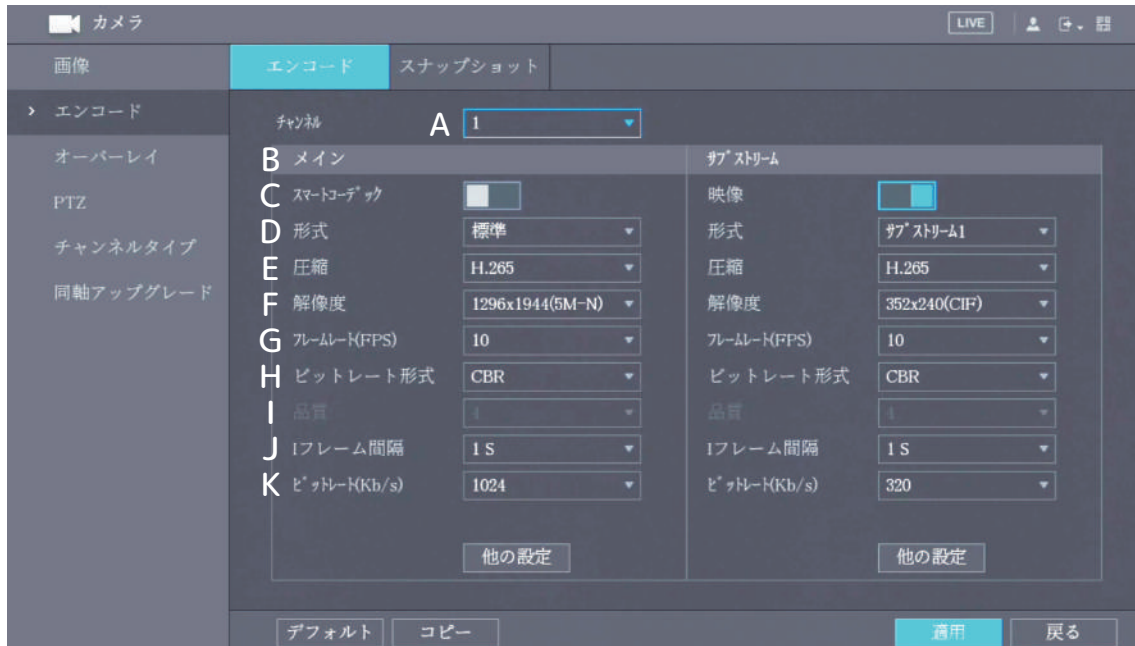 カメラ LIVE
画像
エンコード スナップショット
エンコード
オーバーレイ
PTZ
チャンネルタイプ
同軸アップグレード
ﾁｬﾝﾈﾙ A 1
B メイン ｻﾌﾞｽﾄﾘｰﾑ
C ｽﾏｰﾄｺｰﾃﾞｯｸ 映像
D 形式 標準 形式 ｻﾌﾞｽﾄﾘｰﾑ1
E 圧縮 H.265 圧縮 H.265
F 解像度 1296x1944(5M-N) 解像度 352x240(CIF)
G ﾌﾚｰﾑﾚｰﾄ(FPS) 10 ﾌﾚｰﾑﾚｰﾄ(FPS) 10
H ビットレート形式 CBR ビットレート形式 CBR
I 品質 4 品質 4
J Iフレーム間隔 1 S Iフレーム間隔 1 S
K ﾋﾞｯﾄﾚｰﾄ(Kb/s) 1024 ﾋﾞｯﾄﾚｰﾄ(Kb/s) 320
他の設定 他の設定
デフォルト コピー 適用 戻る